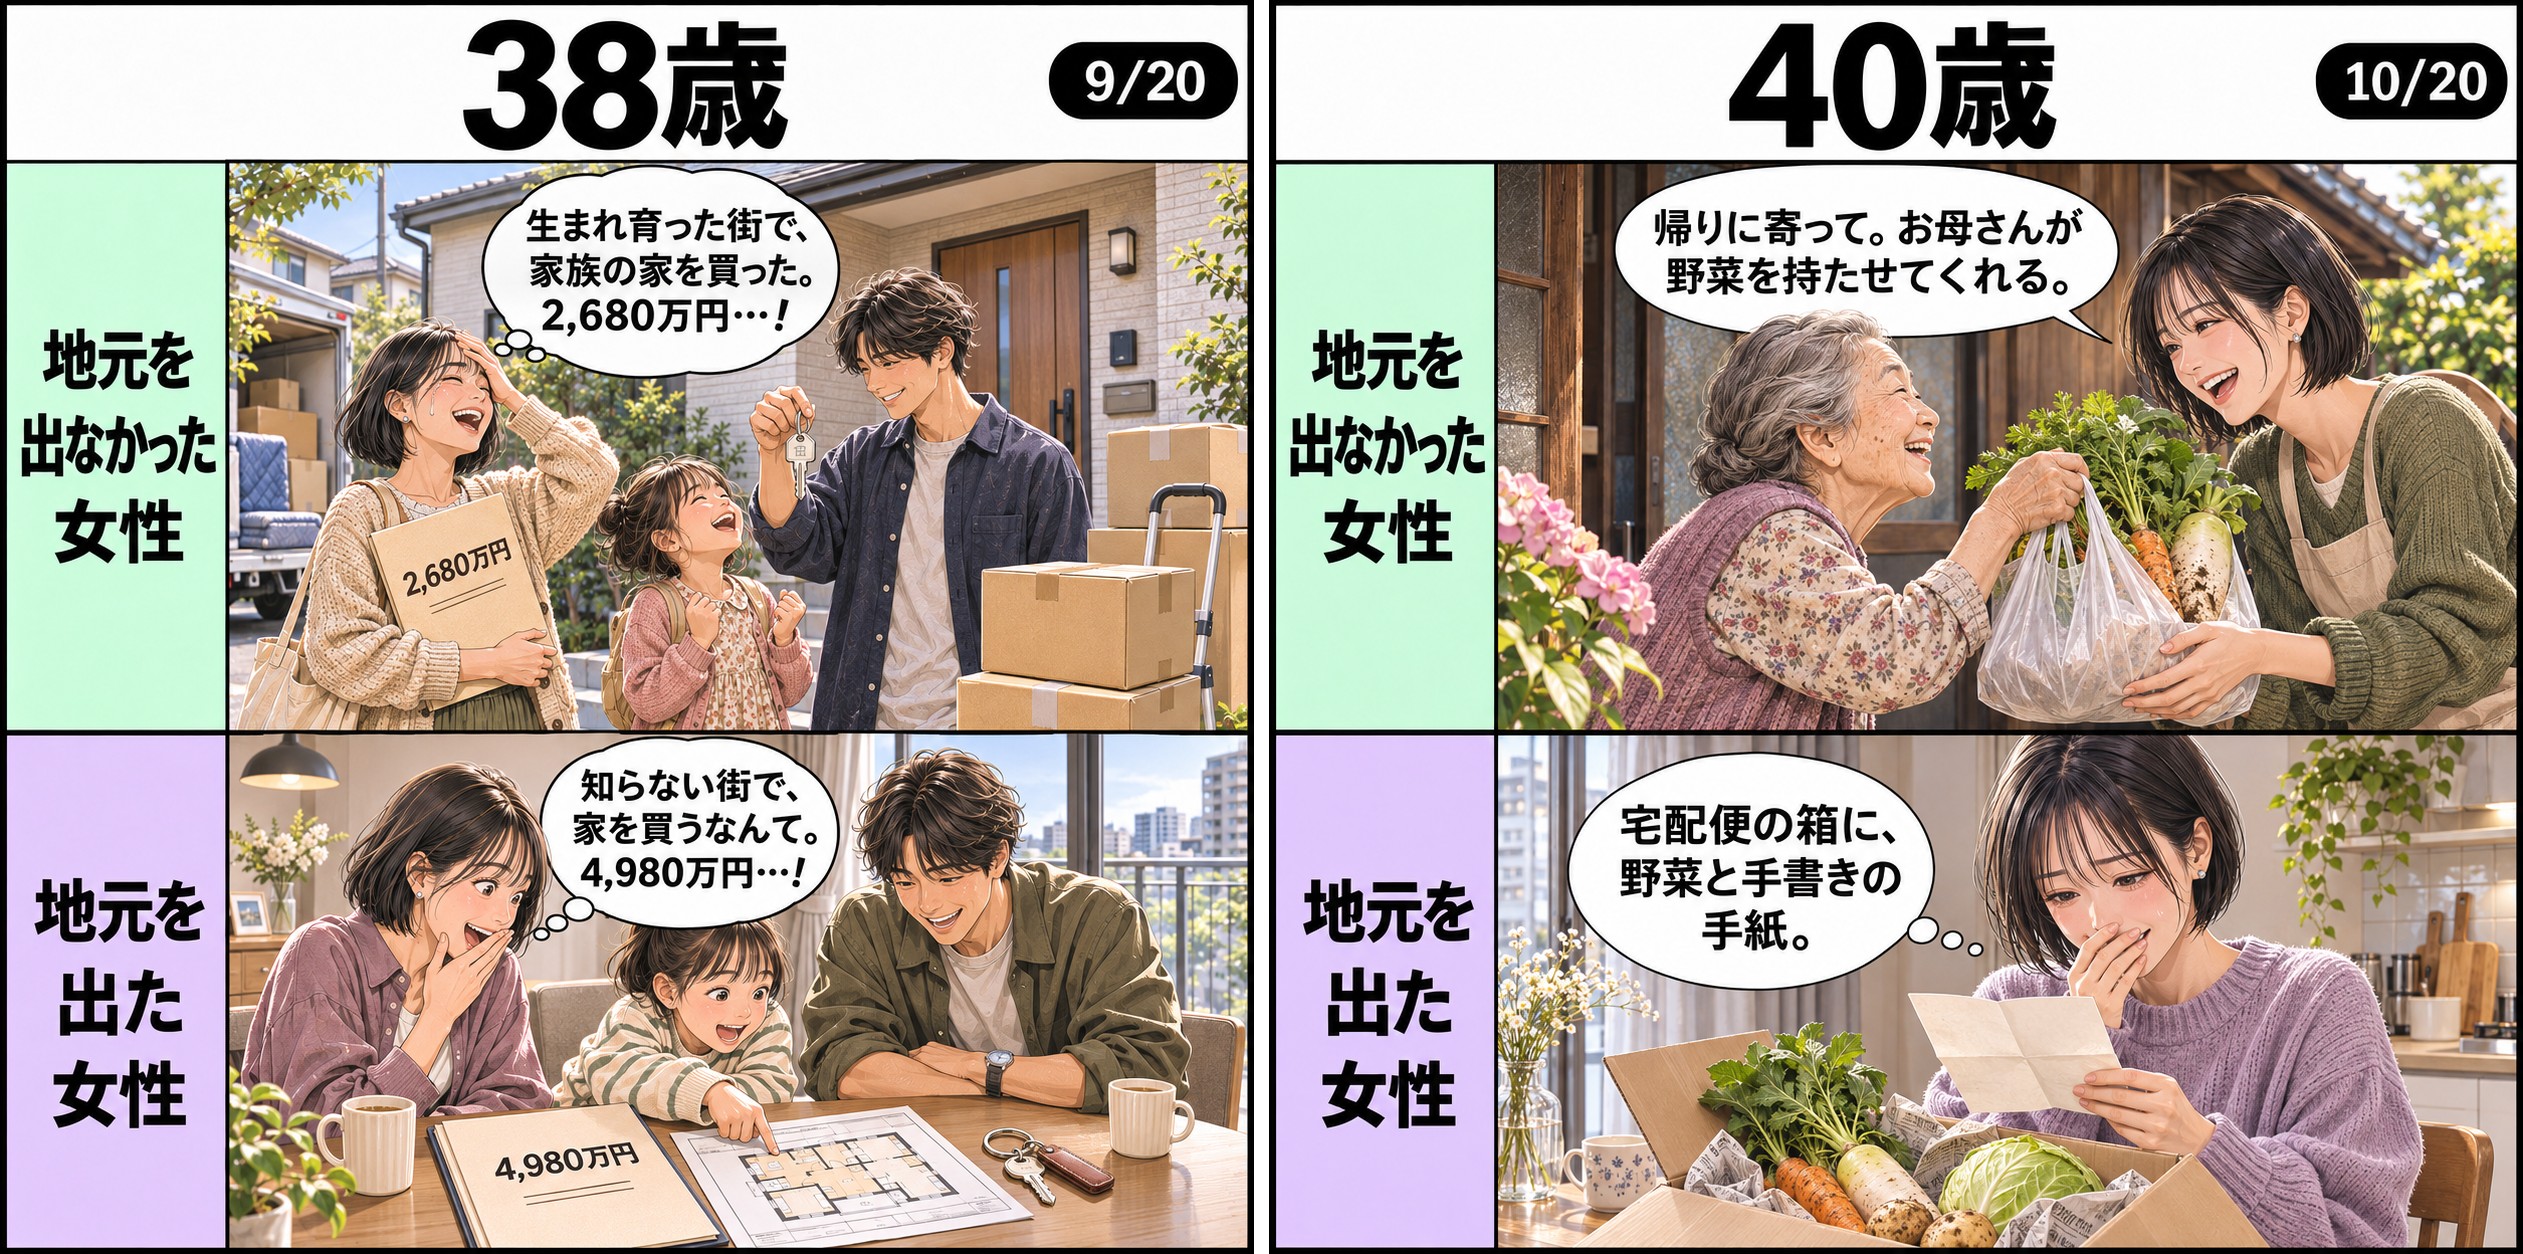 38歳
9/20
地元を
出なかった
女性
生まれ育った街で、
家族の家を買った。
2,680万円…!
2,680万円
地元を
出た
女性
知らない街で、
家を買うなんて。
4,980万円…!
4,980万円
40歳
10/20
地元を
出なかった
女性
帰りに寄って。お母さんが
野菜を持たせてくれる。
地元を
出た
女性
宅配便の箱に、
野菜と手書きの
手紙。